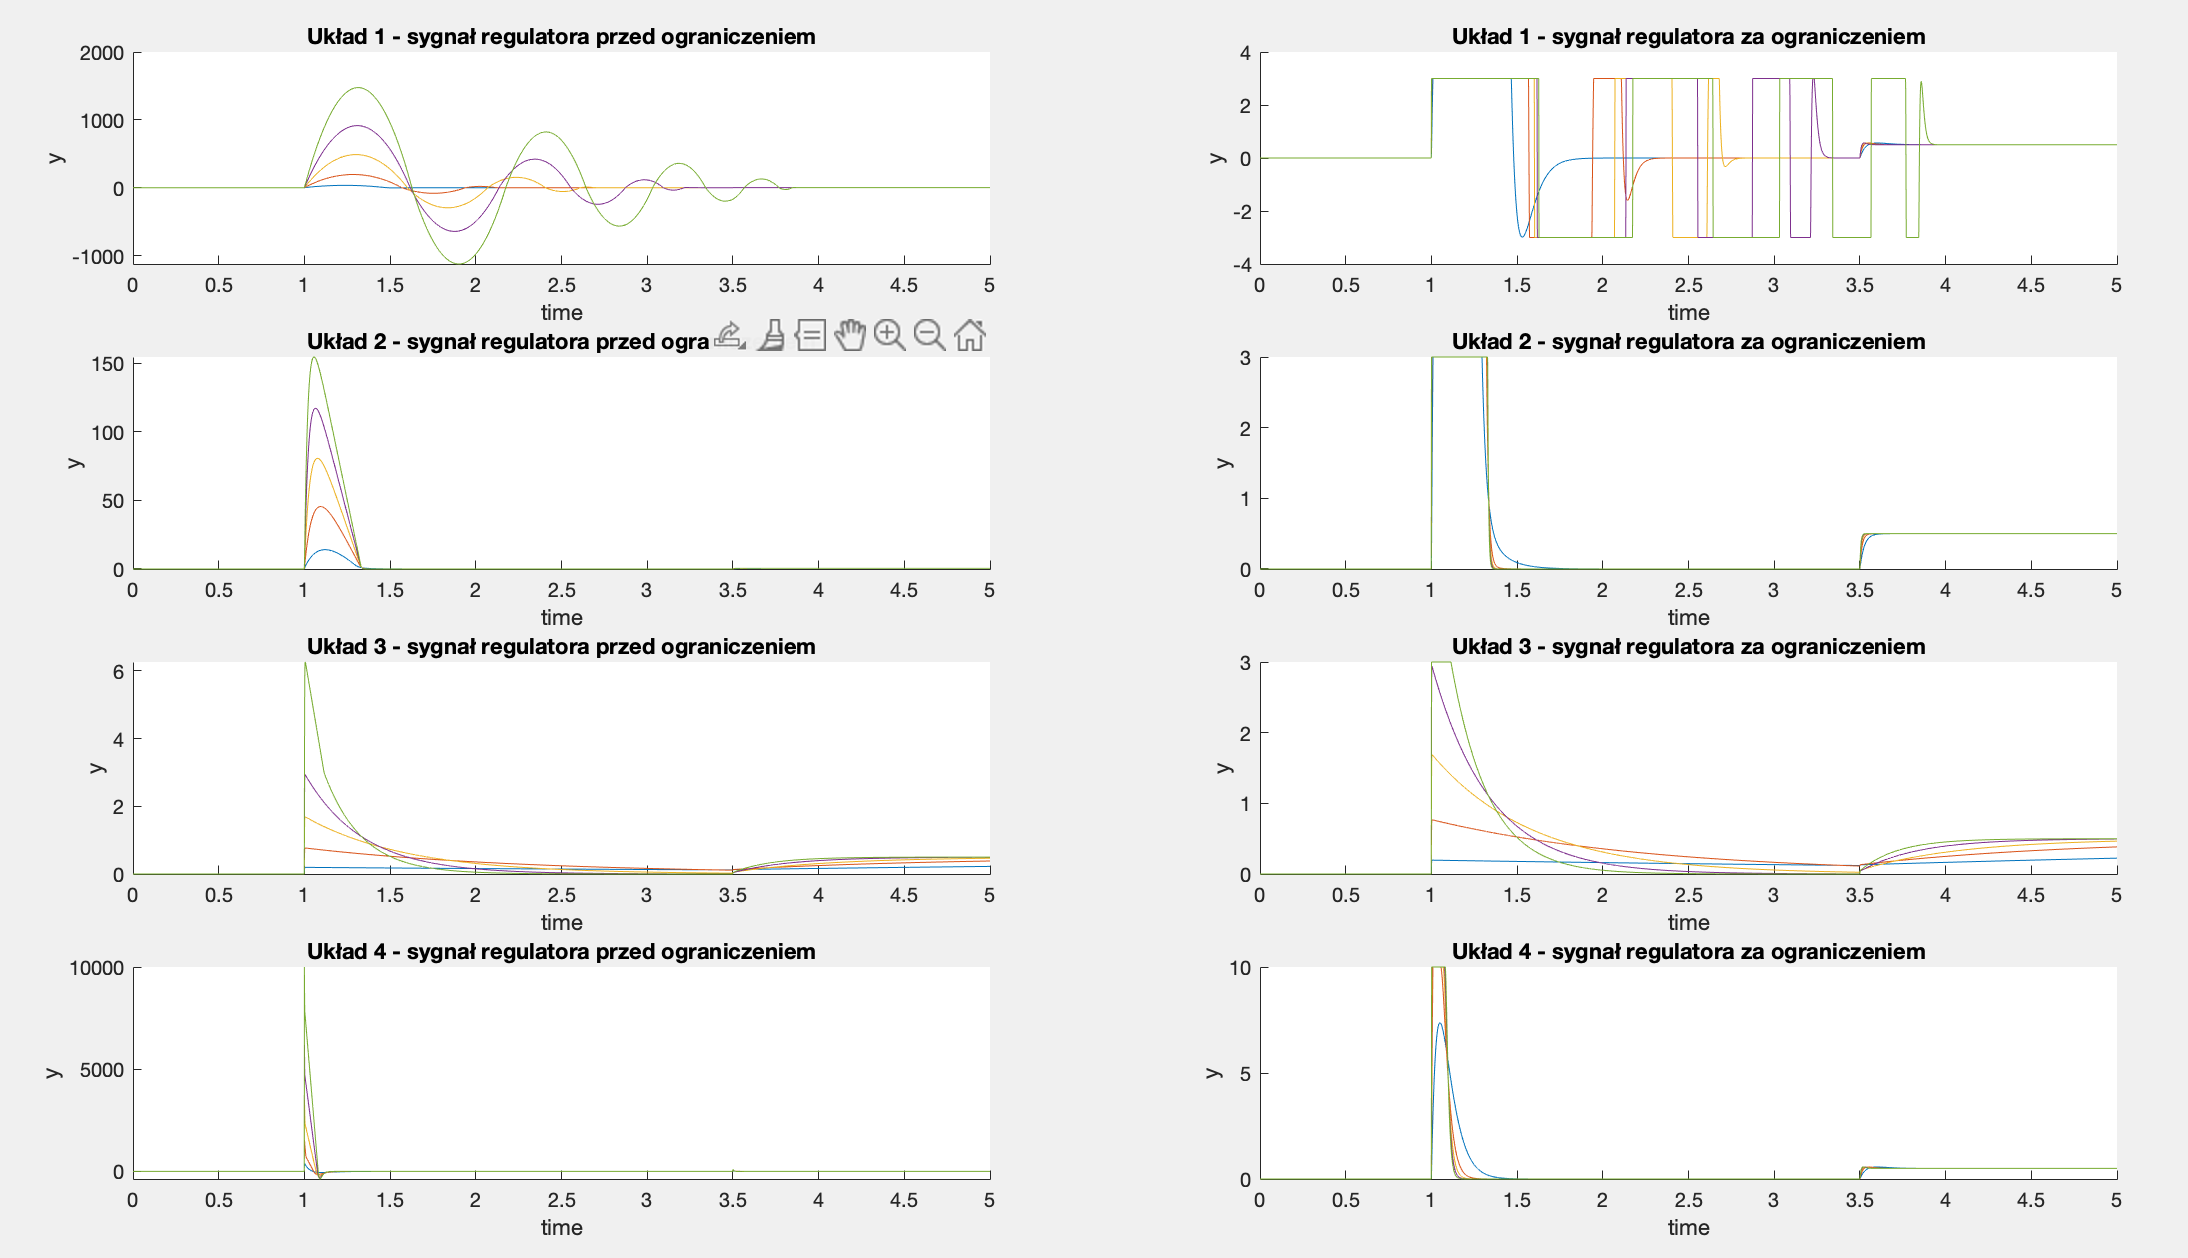 Układ 1 - sygnał regulatora przed ograniczeniem
2000
1000
0
-1000
y
0 0.5 1 1.5 2 2.5 3 3.5 4 4.5 5
time
Układ 1 - sygnał regulatora za ograniczeniem
4
2
0
-2
-4
y
0 0.5 1 1.5 2 2.5 3 3.5 4 4.5 5
time
Układ 2 - sygnał regulatora przed ogra
150
100
50
0
y
0 0.5 1 1.5 2 2.5 3 3.5 4 4.5 5
time
Układ 2 - sygnał regulatora za ograniczeniem
3
2
1
0
y
0 0.5 1 1.5 2 2.5 3 3.5 4 4.5 5
time
Układ 3 - sygnał regulatora przed ograniczeniem
6
4
2
0
y
0 0.5 1 1.5 2 2.5 3 3.5 4 4.5 5
time
Układ 3 - sygnał regulatora za ograniczeniem
3
2
1
0
y
0 0.5 1 1.5 2 2.5 3 3.5 4 4.5 5
time
Układ 4 - sygnał regulatora przed ograniczeniem
10000
5000
0
y
0 0.5 1 1.5 2 2.5 3 3.5 4 4.5 5
time
Układ 4 - sygnał regulatora za ograniczeniem
10
5
0
y
0 0.5 1 1.5 2 2.5 3 3.5 4 4.5 5
time